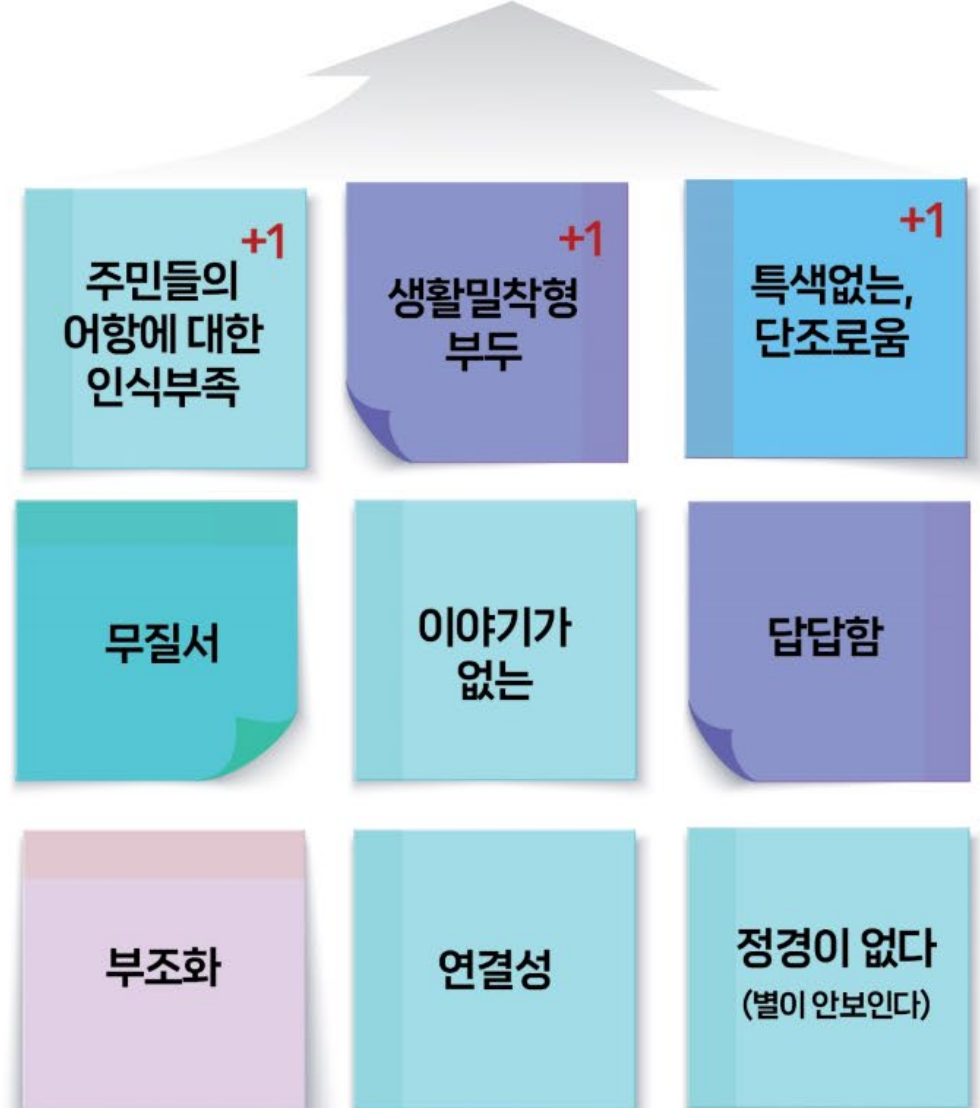 +1
주민들의
어항에 대한
인식부족
+1
생활밀착형
부두
+1
특색없는,
단조로움
무질서
이야기가
없는
답답함
부조화
연결성
정경이 없다
(별이 안보인다)